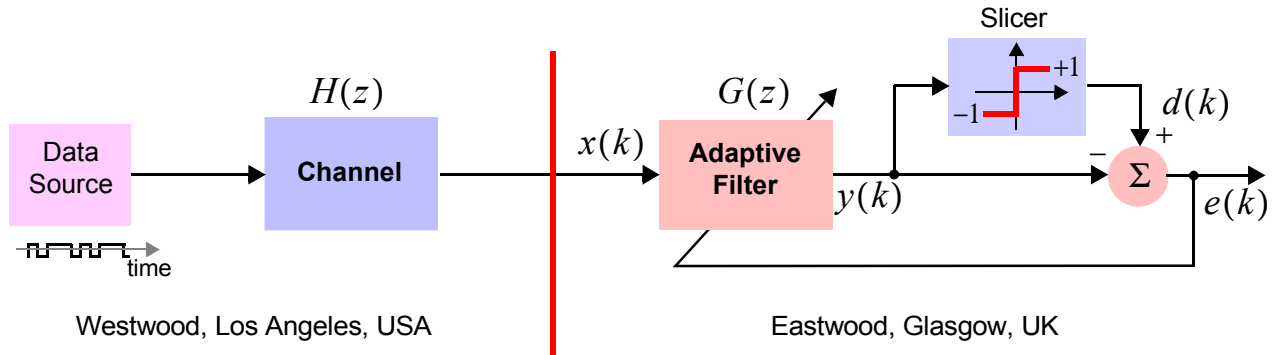 Slicer
+1
−1
H(z)
G(z)
d(k)
Data
Source
Channel
x(k)
Adaptive
Filter
y(k)
+
−
Σ
e(k)
time
Westwood, Los Angeles, USA
Eastwood, Glasgow, UK